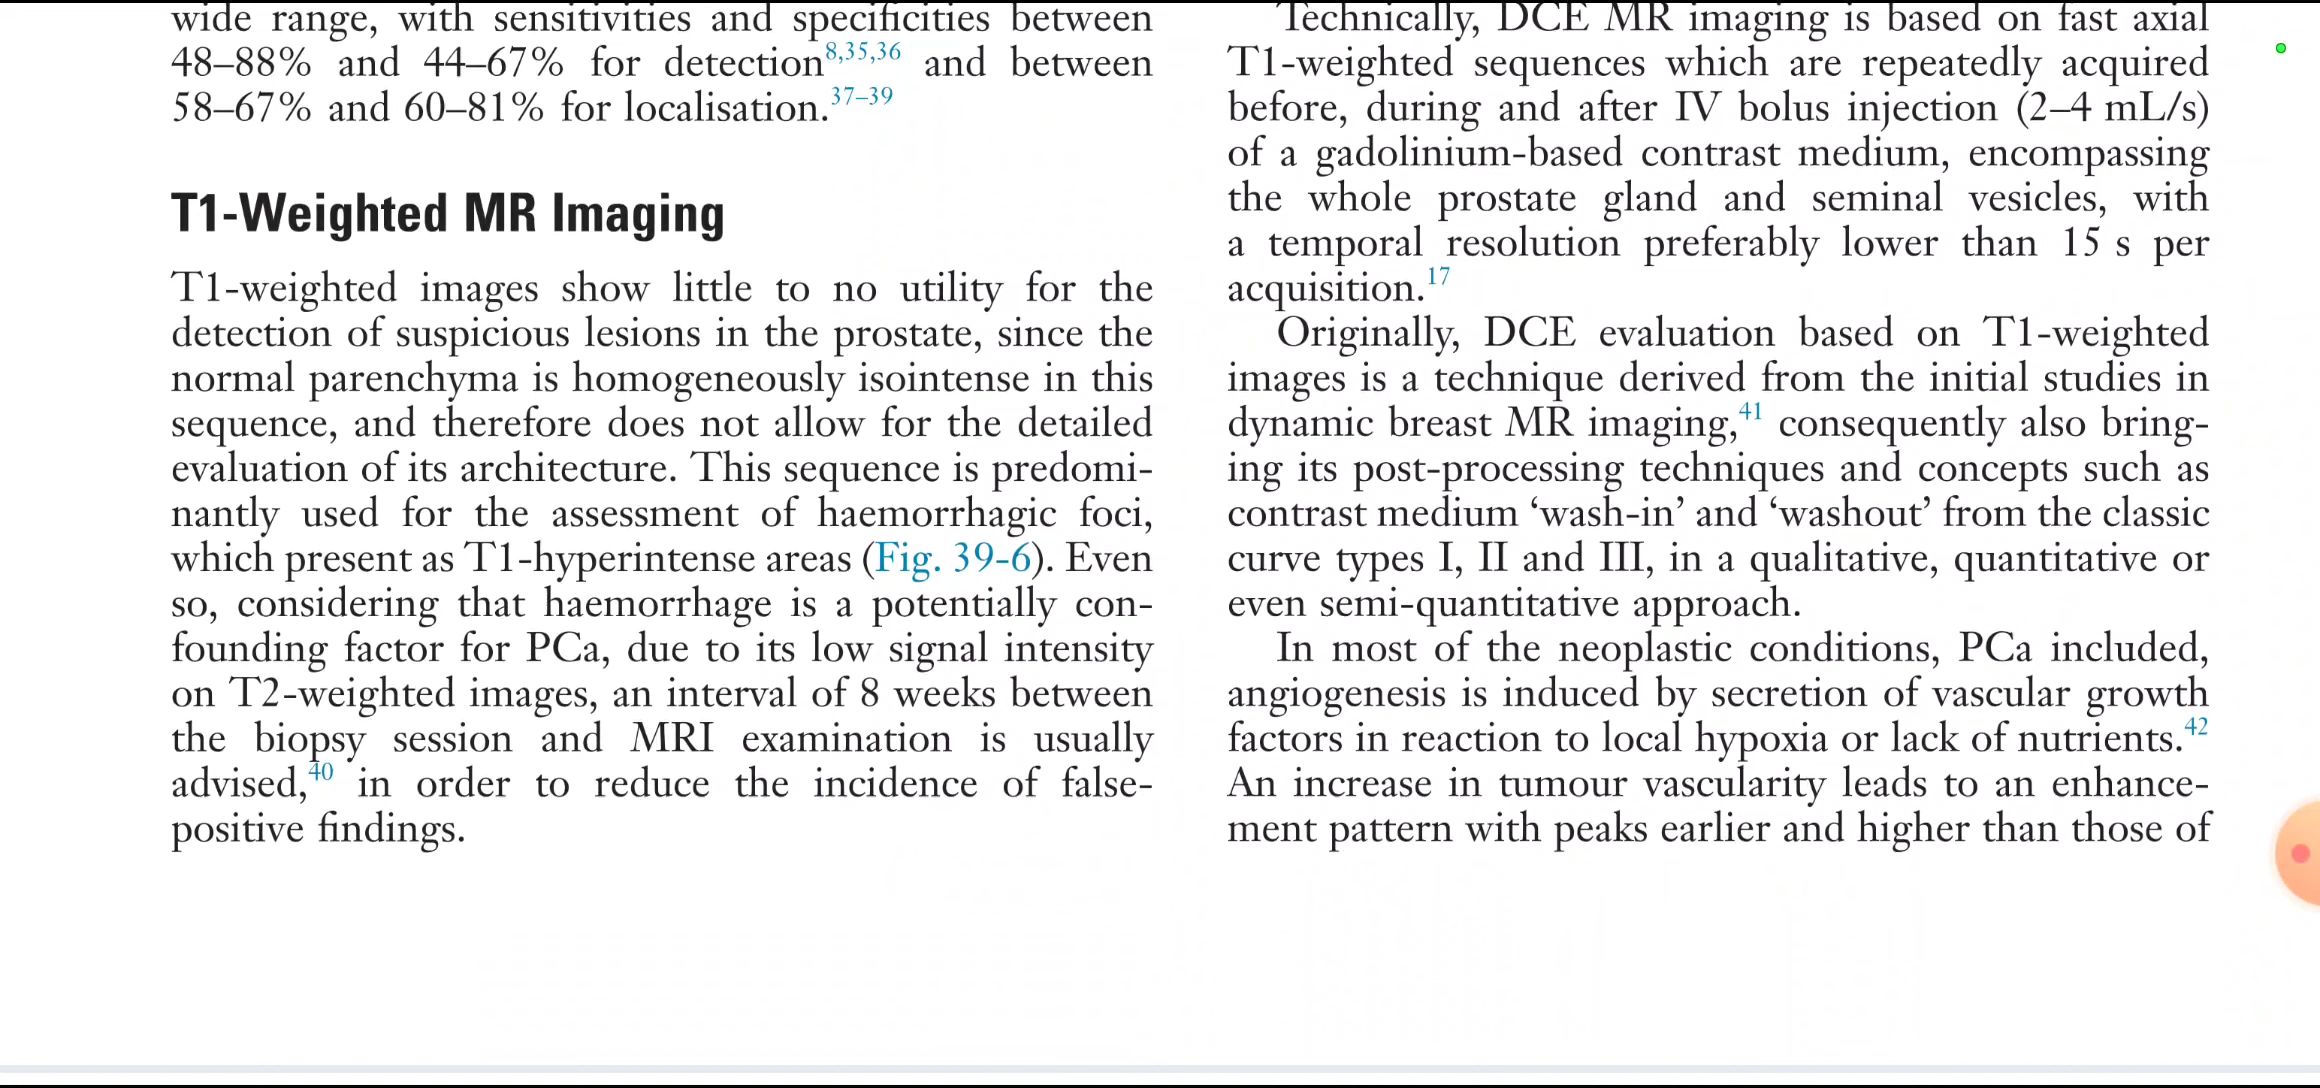 wide range, with sensitivities and specificities between
48–88% and 44–67% for detection8,35,36 and between
58–67% and 60–81% for localisation.37–39
T1-Weighted MR Imaging
T1-weighted images show little to no utility for the
detection of suspicious lesions in the prostate, since the
normal parenchyma is homogeneously isointense in this
sequence, and therefore does not allow for the detailed
evaluation of its architecture. This sequence is predomi-
nantly used for the assessment of haemorrhagic foci,
which present as T1-hyperintense areas (Fig. 39-6). Even
so, considering that haemorrhage is a potentially con-
founding factor for PCa, due to its low signal intensity
on T2-weighted images, an interval of 8 weeks between
the biopsy session and MRI examination is usually
advised,40 in order to reduce the incidence of false-
positive findings.
Technically, DCE MR imaging is based on fast axial
T1-weighted sequences which are repeatedly acquired
before, during and after IV bolus injection (2–4 mL/s)
of a gadolinium-based contrast medium, encompassing
the whole prostate gland and seminal vesicles, with
a temporal resolution preferably lower than 15 s per
acquisition.17
Originally, DCE evaluation based on T1-weighted
images is a technique derived from the initial studies in
dynamic breast MR imaging,41 consequently also bring-
ing its post-processing techniques and concepts such as
contrast medium ‘wash-in’ and ‘washout’ from the classic
curve types I, II and III, in a qualitative, quantitative or
even semi-quantitative approach.
In most of the neoplastic conditions, PCa included,
angiogenesis is induced by secretion of vascular growth
factors in reaction to local hypoxia or lack of nutrients.42
An increase in tumour vascularity leads to an enhance-
ment pattern with peaks earlier and higher than those of